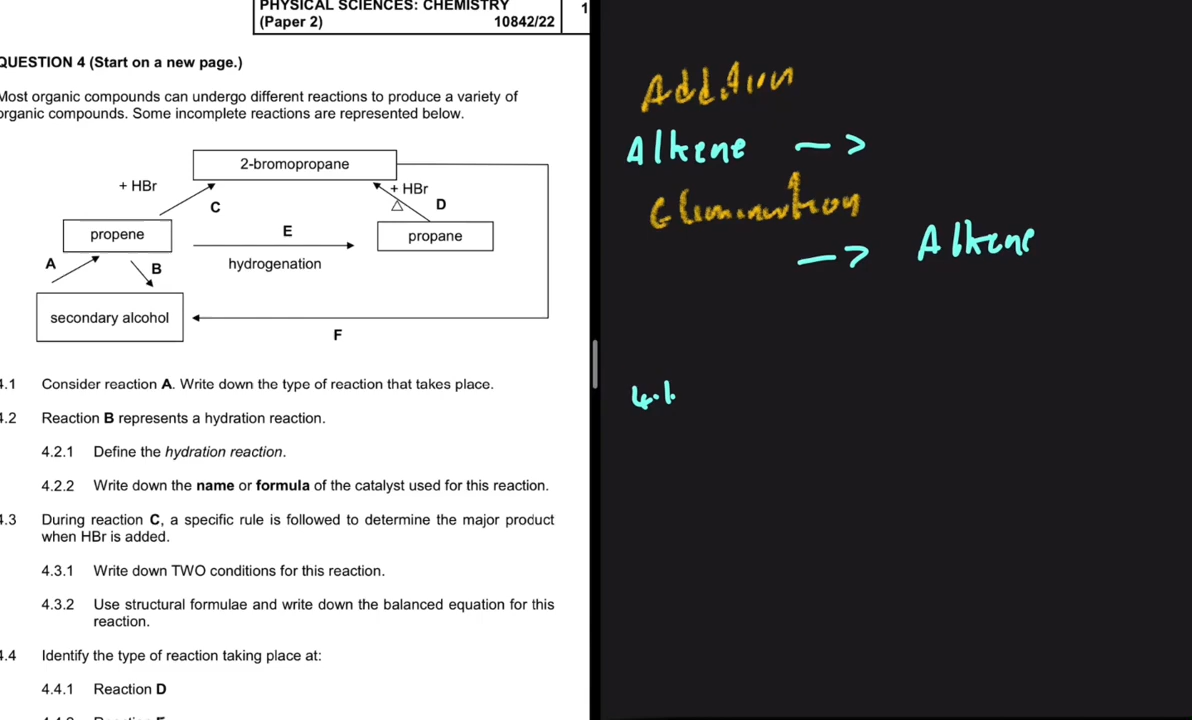 PHYSICAL SCIENCES: CHEMISTRY 1
(Paper 2) 10842/22
QUESTION 4 (Start on a new page.)
Most organic compounds can undergo different reactions to produce a variety of
organic compounds. Some incomplete reactions are represented below.
2-bromopropane
+ HBr
+ HBr
C
△
D
propene
E
propane
A
B
hydrogenation
secondary alcohol
F
4.1 Consider reaction A. Write down the type of reaction that takes place.
4.2 Reaction B represents a hydration reaction.
4.2.1 Define the hydration reaction.
4.2.2 Write down the name or formula of the catalyst used for this reaction.
4.3 During reaction C, a specific rule is followed to determine the major product
when HBr is added.
4.3.1 Write down TWO conditions for this reaction.
4.3.2 Use structural formulae and write down the balanced equation for this
reaction.
4.4 Identify the type of reaction taking place at:
4.4.1 Reaction D
Addition
Alkene →
Elimination
→ Alkene
4.1